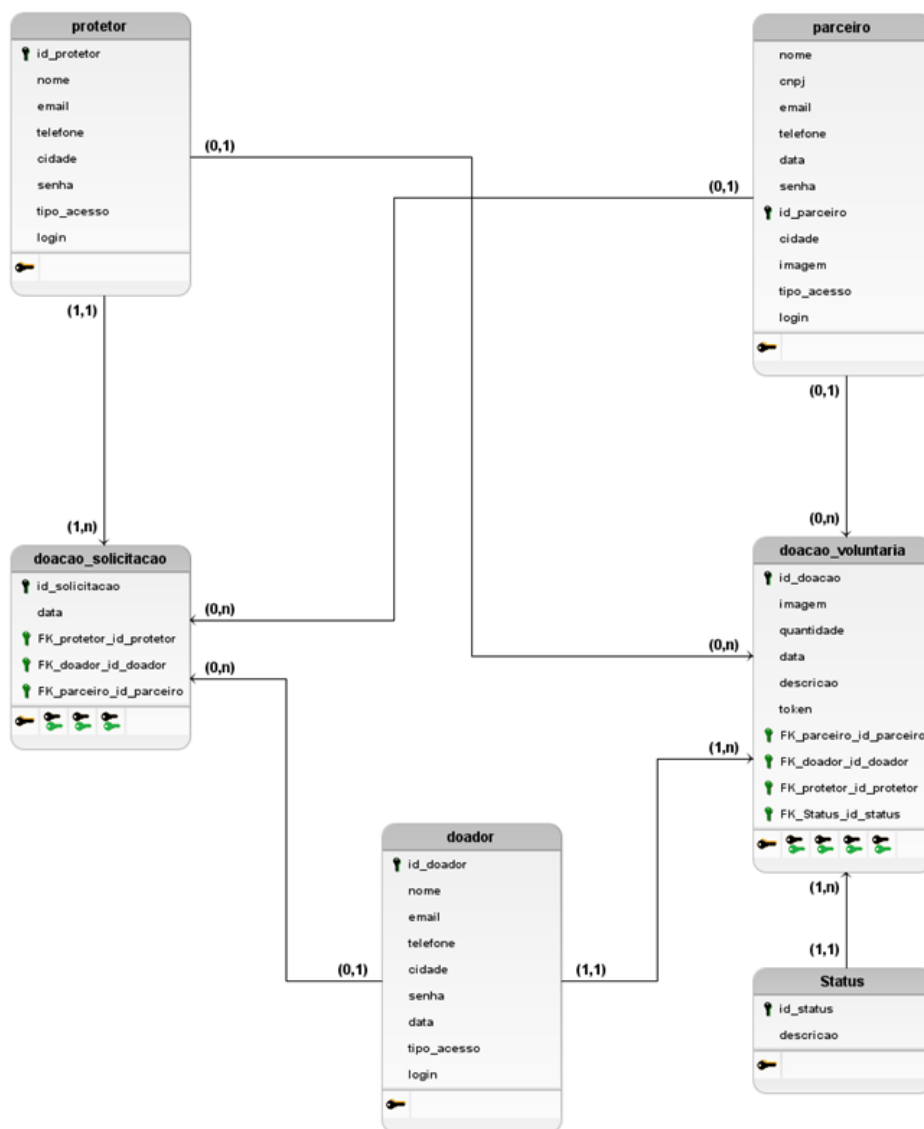 protetor
id_protetor
nome
email
telefone
cidade
senha
tipo_acesso
login
parceiro
nome
cnpj
email
telefone
data
senha
id_parceiro
cidade
imagem
tipo_acesso
login
(0,1)
(0,1)
(1,1)
(0,1)
(1,n)
(0,n)
doacao_solicitacao
id_solicitacao
data
FK_protetor_id_protetor
FK_doador_id_doador
FK_parceiro_id_parceiro
(0,n)
(0,n)
doacao_voluntaria
id_doacao
imagem
quantidade
data
descricao
token
FK_parceiro_id_parceiro
FK_doador_id_doador
FK_protetor_id_protetor
FK_Status_id_status
(0,n)
(1,n)
doador
id_doador
nome
email
telefone
cidade
senha
data
tipo_acesso
login
(0,1)
(1,1)
(1,n)
(1,1)
Status
id_status
descricao